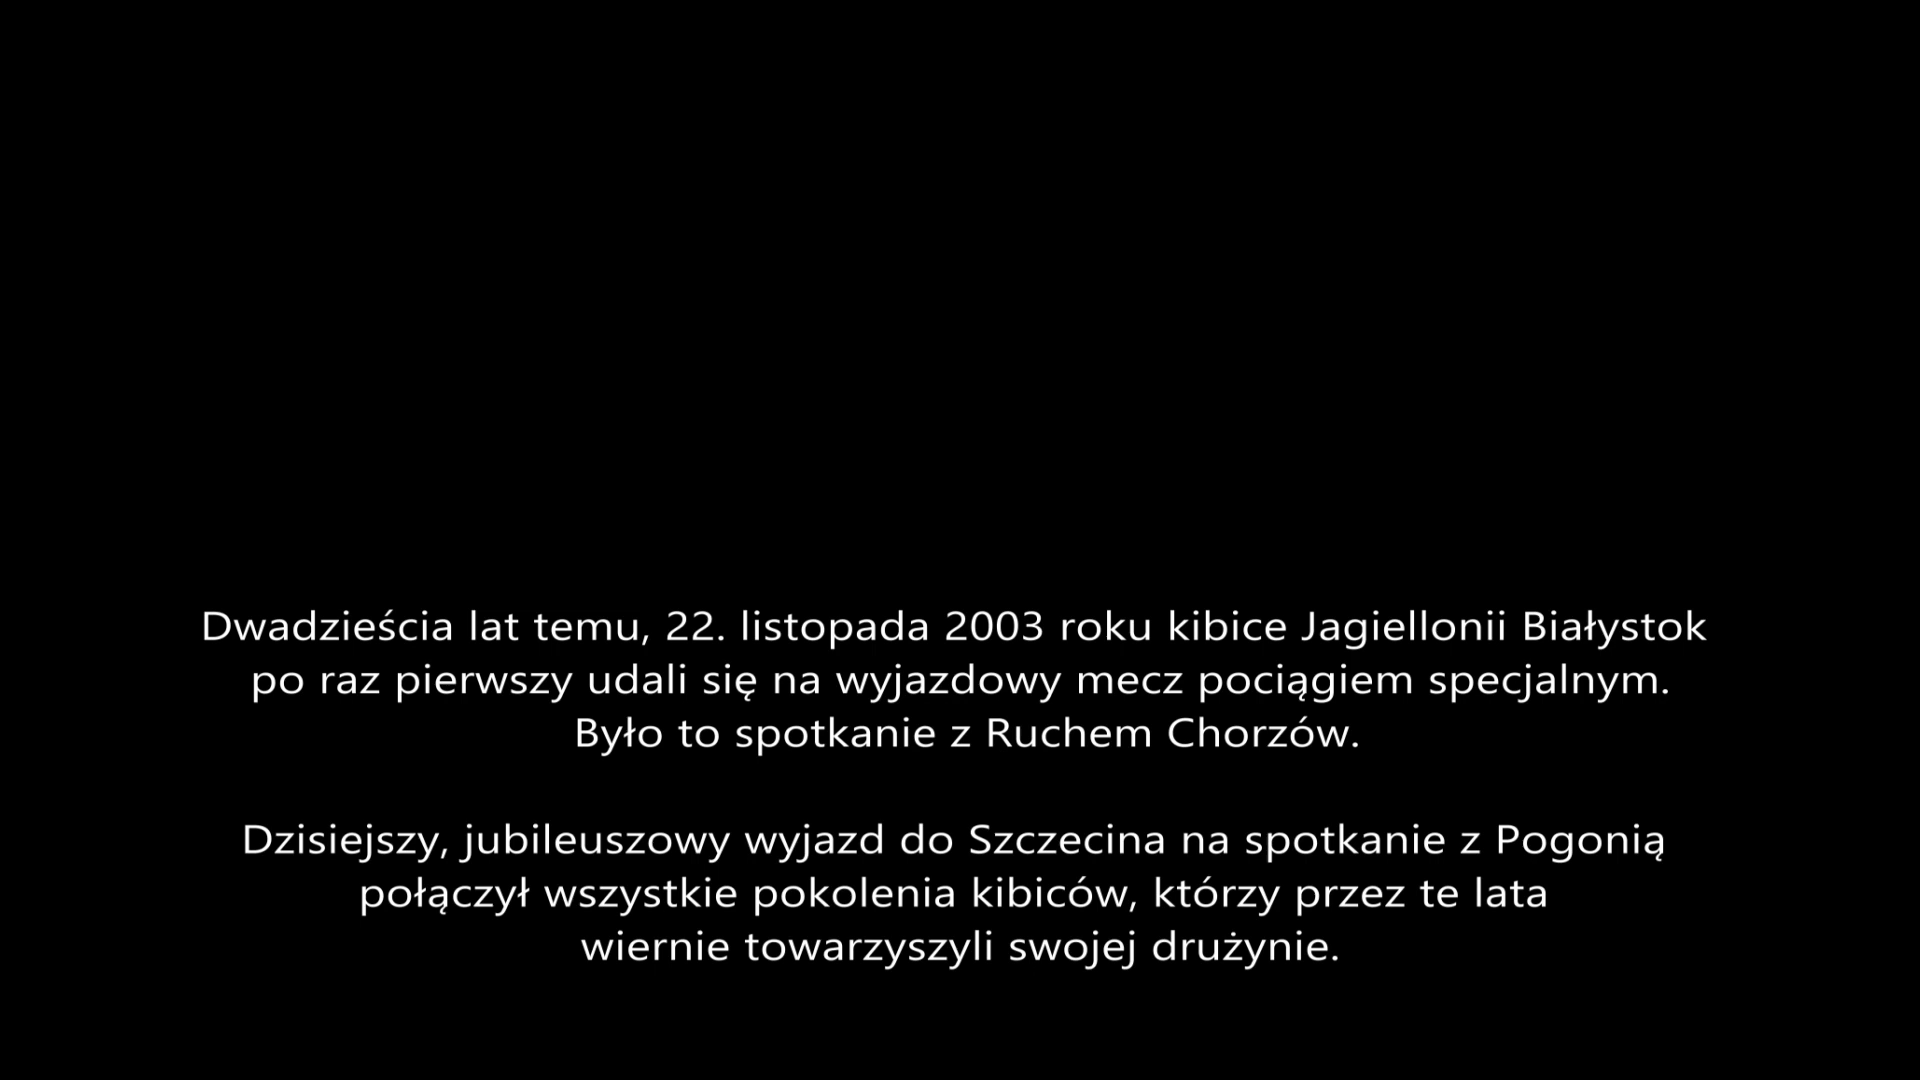 Dwadzieścia lat temu, 22. listopada 2003 roku kibice Jagiellonii Białystok
po raz pierwszy udali się na wyjazdowy mecz pociągiem specjalnym.
Było to spotkanie z Ruchem Chorzów.
Dzisiejszy, jubileuszowy wyjazd do Szczecina na spotkanie z Pogonią
połączył wszystkie pokolenia kibiców, którzy przez te lata
wiernie towarzyszyli swojej drużynie.